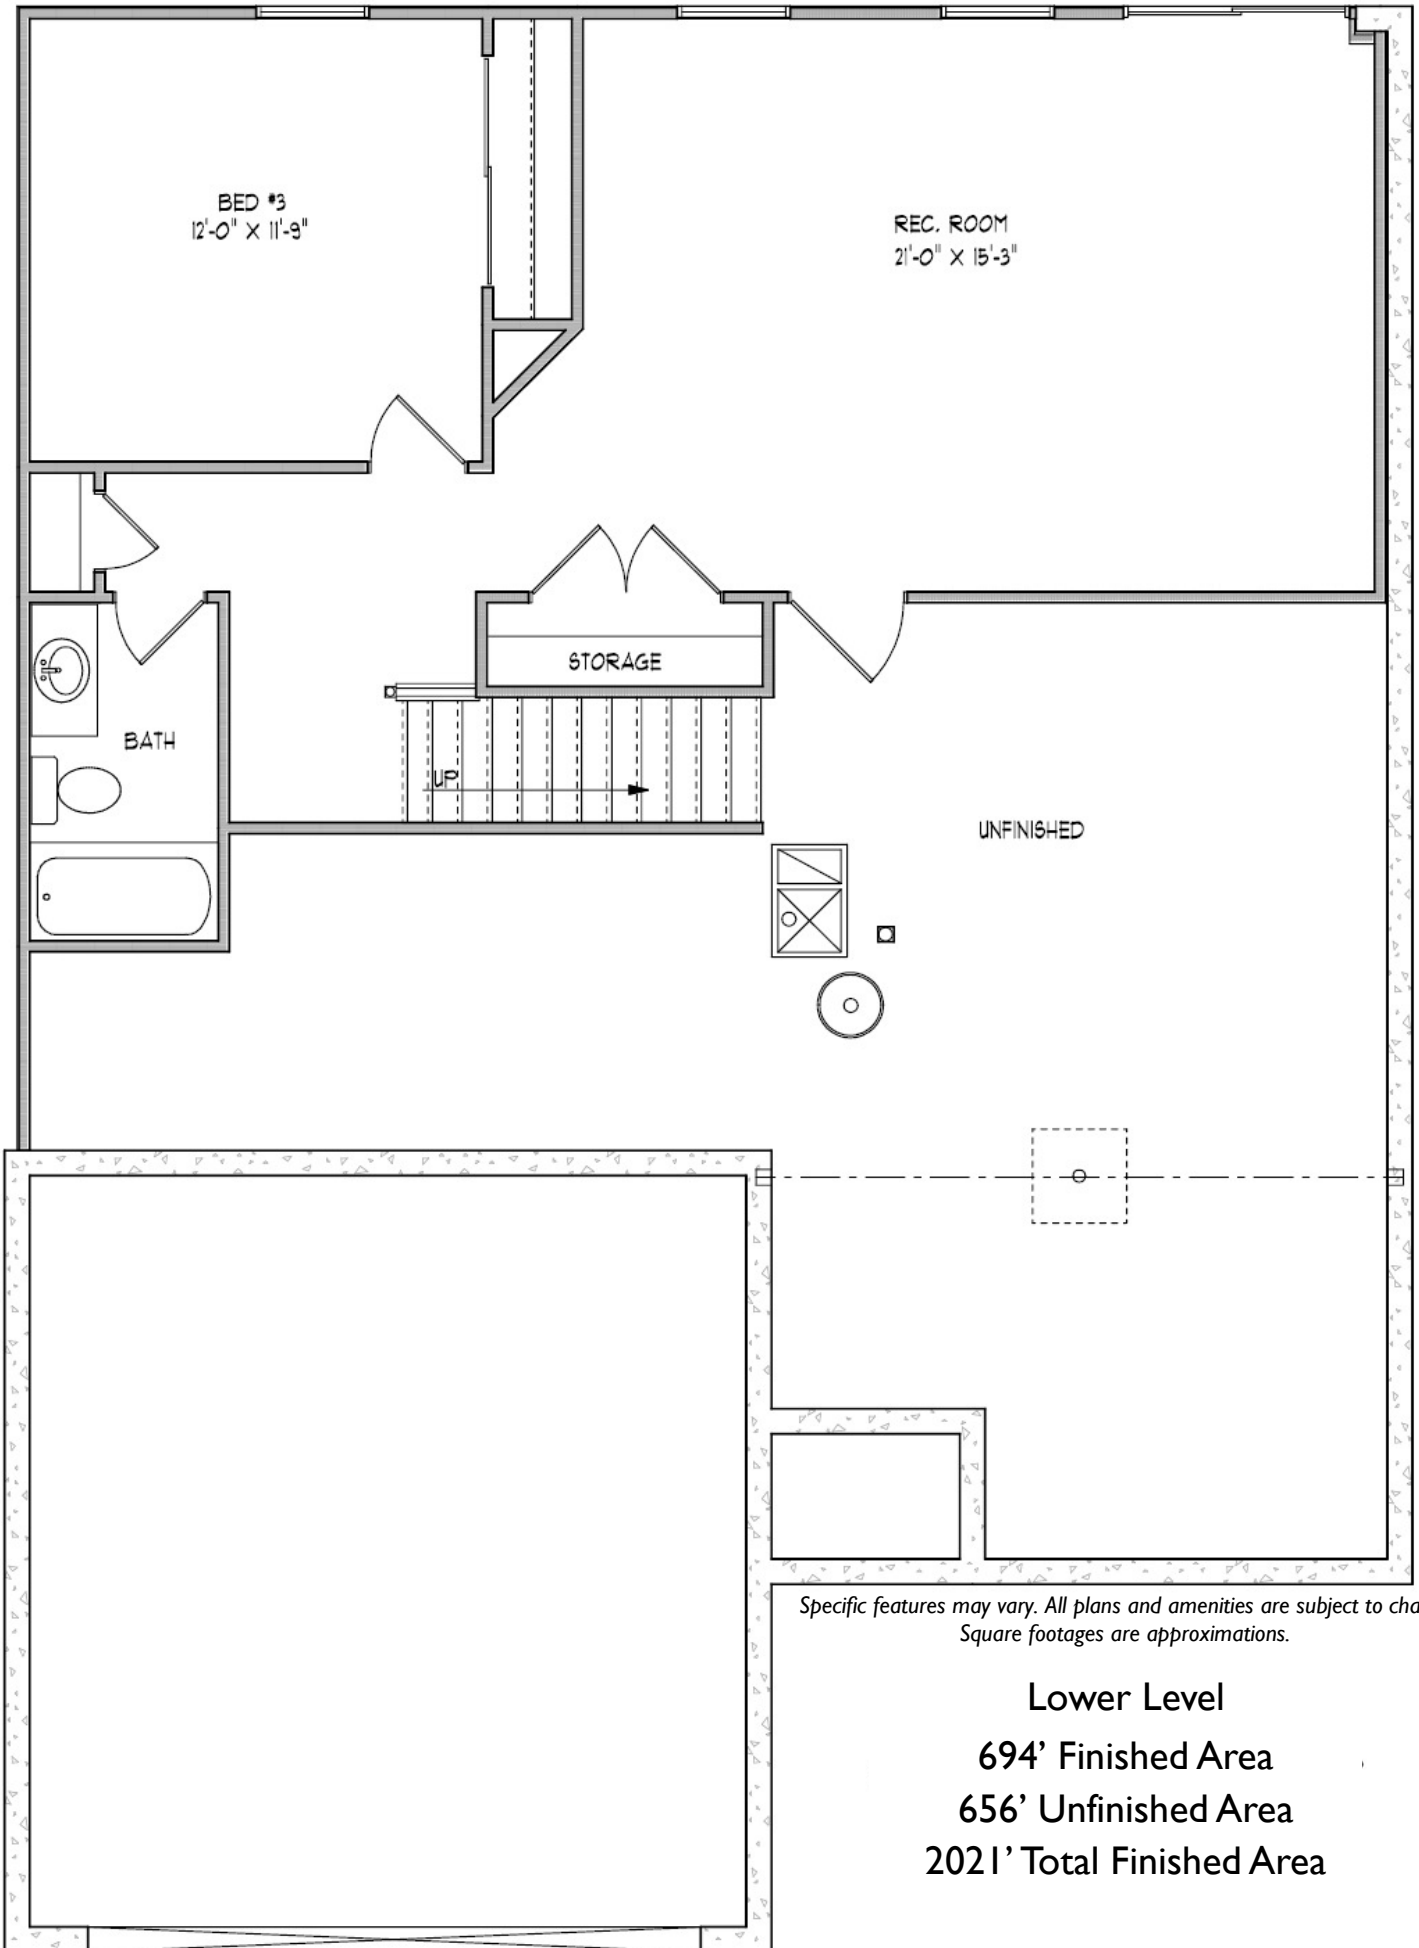 BED #3
12'-0" X 11'-9"
REC. ROOM
21'-0" X 15'-3"
STORAGE
BATH
UP
UNFINISHED
Specific features may vary. All plans and amenities are subject to cha
Square footages are approximations.
Lower Level
694’ Finished Area
656’ Unfinished Area
2021’ Total Finished Area